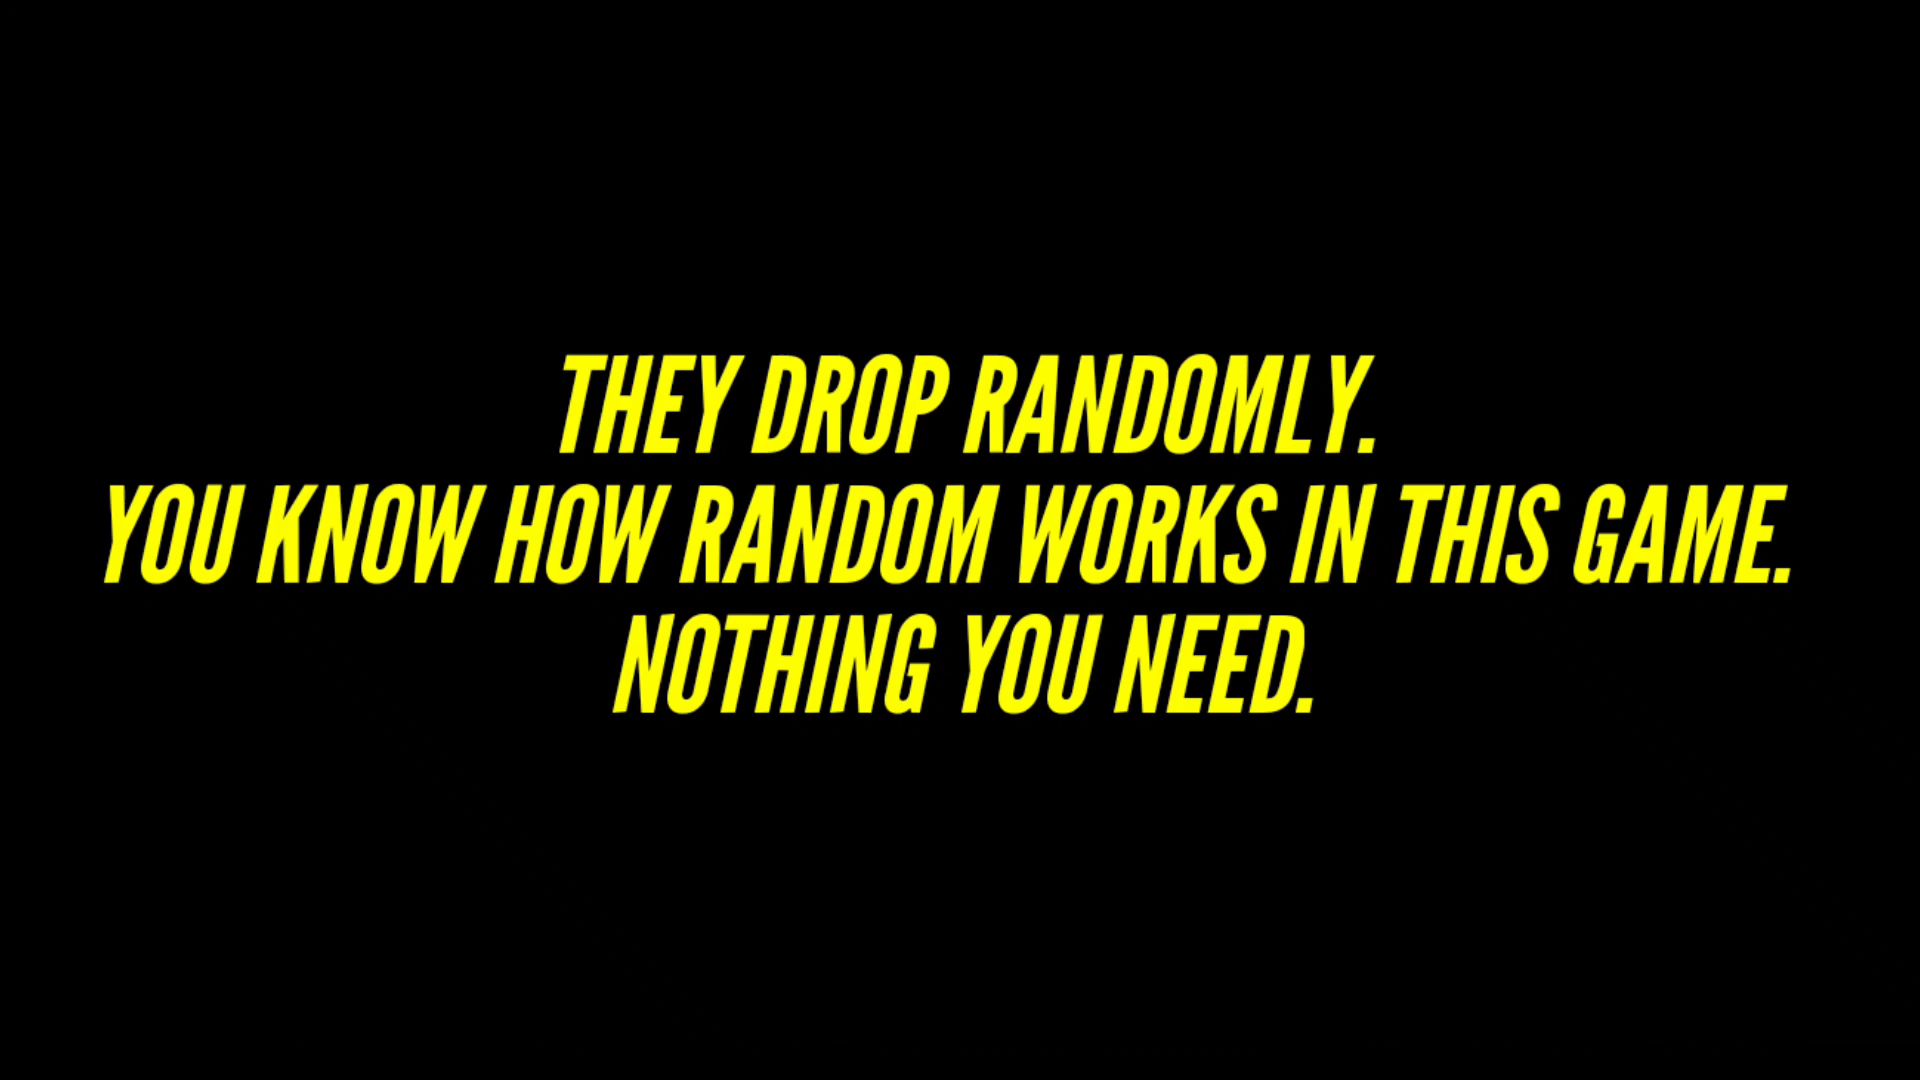 THEY DROP RANDOMLY.
YOU KNOW HOW RANDOM WORKS IN THIS GAME.
NOTHING YOU NEED.